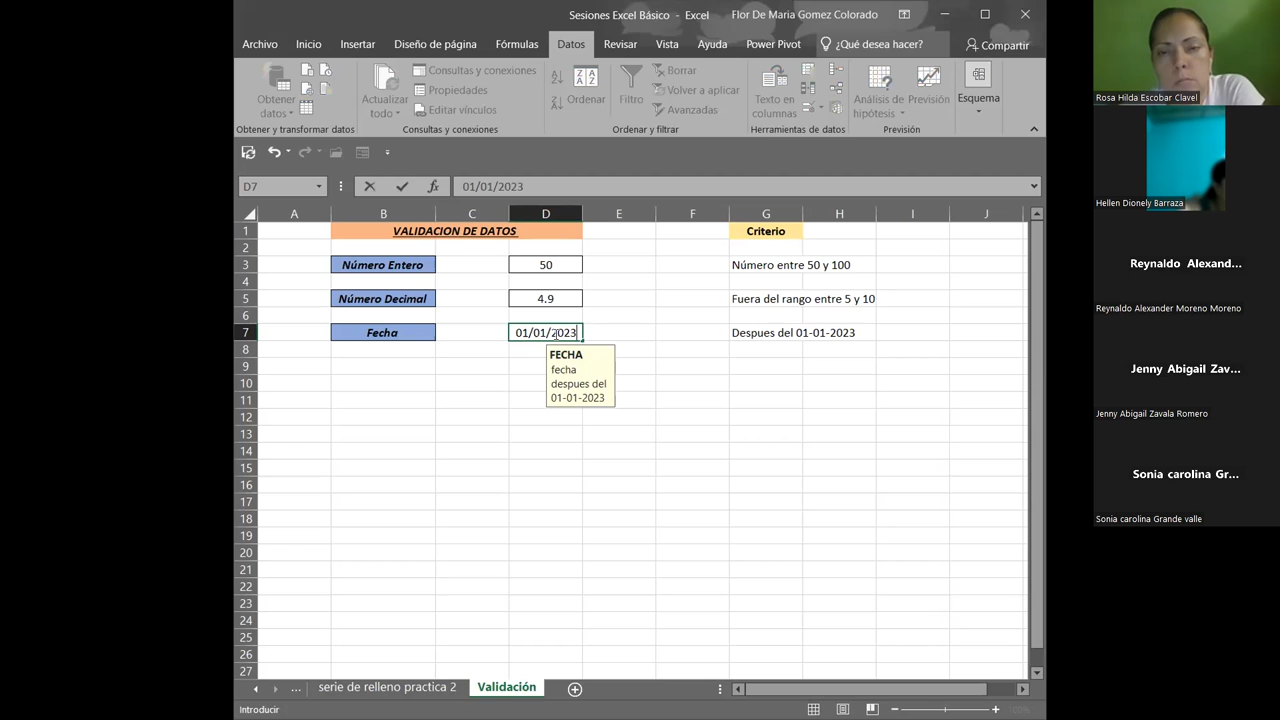 Sesiones Excel Básico - Excel
Flor De Maria Gomez Colorado
Archivo
Inicio
Insertar
Diseño de página
Fórmulas
Datos
Revisar
Vista
Ayuda
Power Pivot
¿Qué desea hacer?
Compartir
Obtener
datos
Actualizar
todo
Consultas y conexiones
Propiedades
Editar vínculos
Ordenar
Filtro
Borrar
Volver a aplicar
Avanzadas
Texto en
columnas
Análisis de
hipótesis
Previsión
Esquema
Obtener y transformar datos
Consultas y conexiones
Ordenar y filtrar
Herramientas de datos
Previsión
D7
fx
01/01/2023
A B C D E F G H I J
1 VALIDACION DE DATOS Criterio
2
3 Número Entero 50 Número entre 50 y 100
4
5 Número Decimal 4.9 Fuera del rango entre 5 y 10
6
7 Fecha 01/01/2023 Despues del 01-01-2023
8
FECHA
fecha
despues del
01-01-2023
9
10
11
12
13
14
15
16
17
18
19
20
21
22
23
24
25
26
27
... serie de relleno practica 2 Validación
Introducir
100%
Rosa Hilda Escobar Clavel
Hellen Dionely Barraza
Reynaldo Alexand...
Reynaldo Alexander Moreno Moreno
Jenny Abigail Zav...
Jenny Abigail Zavala Romero
Sonia carolina Gr...
Sonia carolina Grande valle